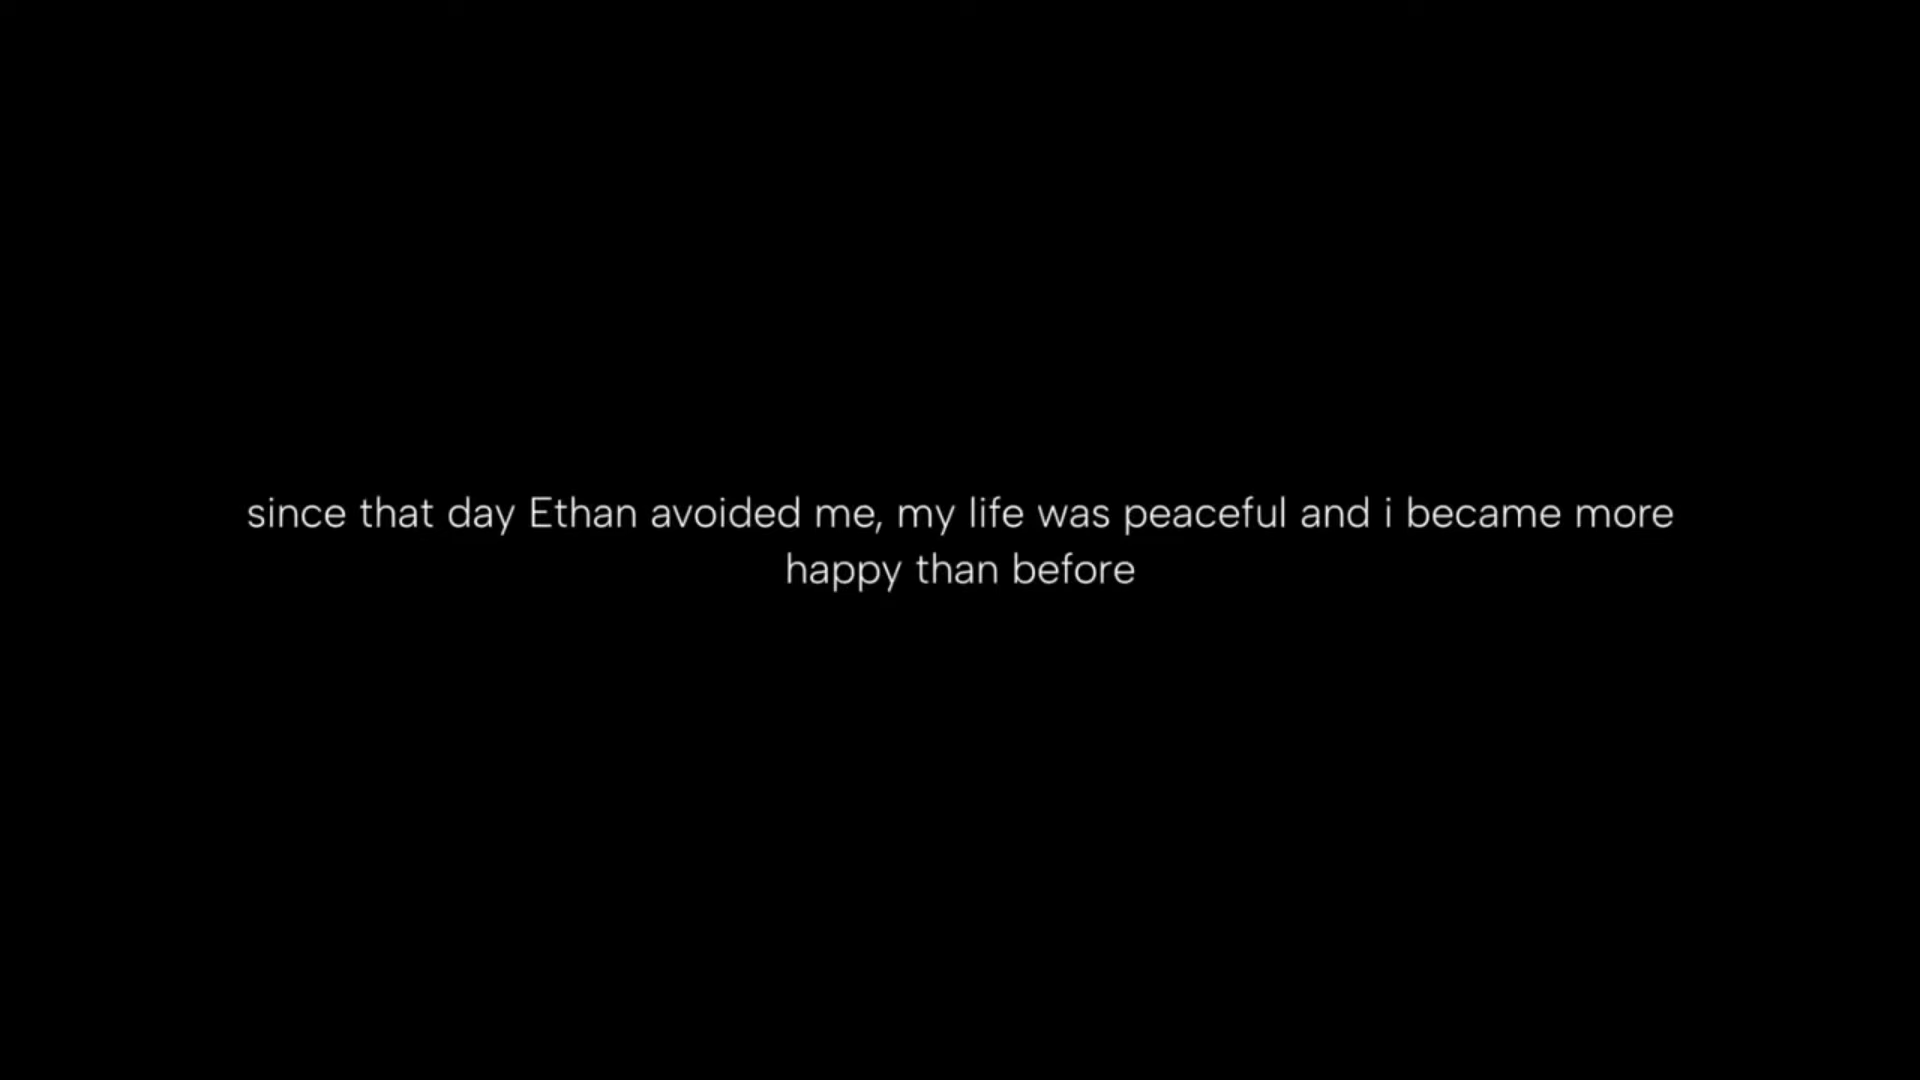 since that day Ethan avoided me, my life was peaceful and i became more
happy than before